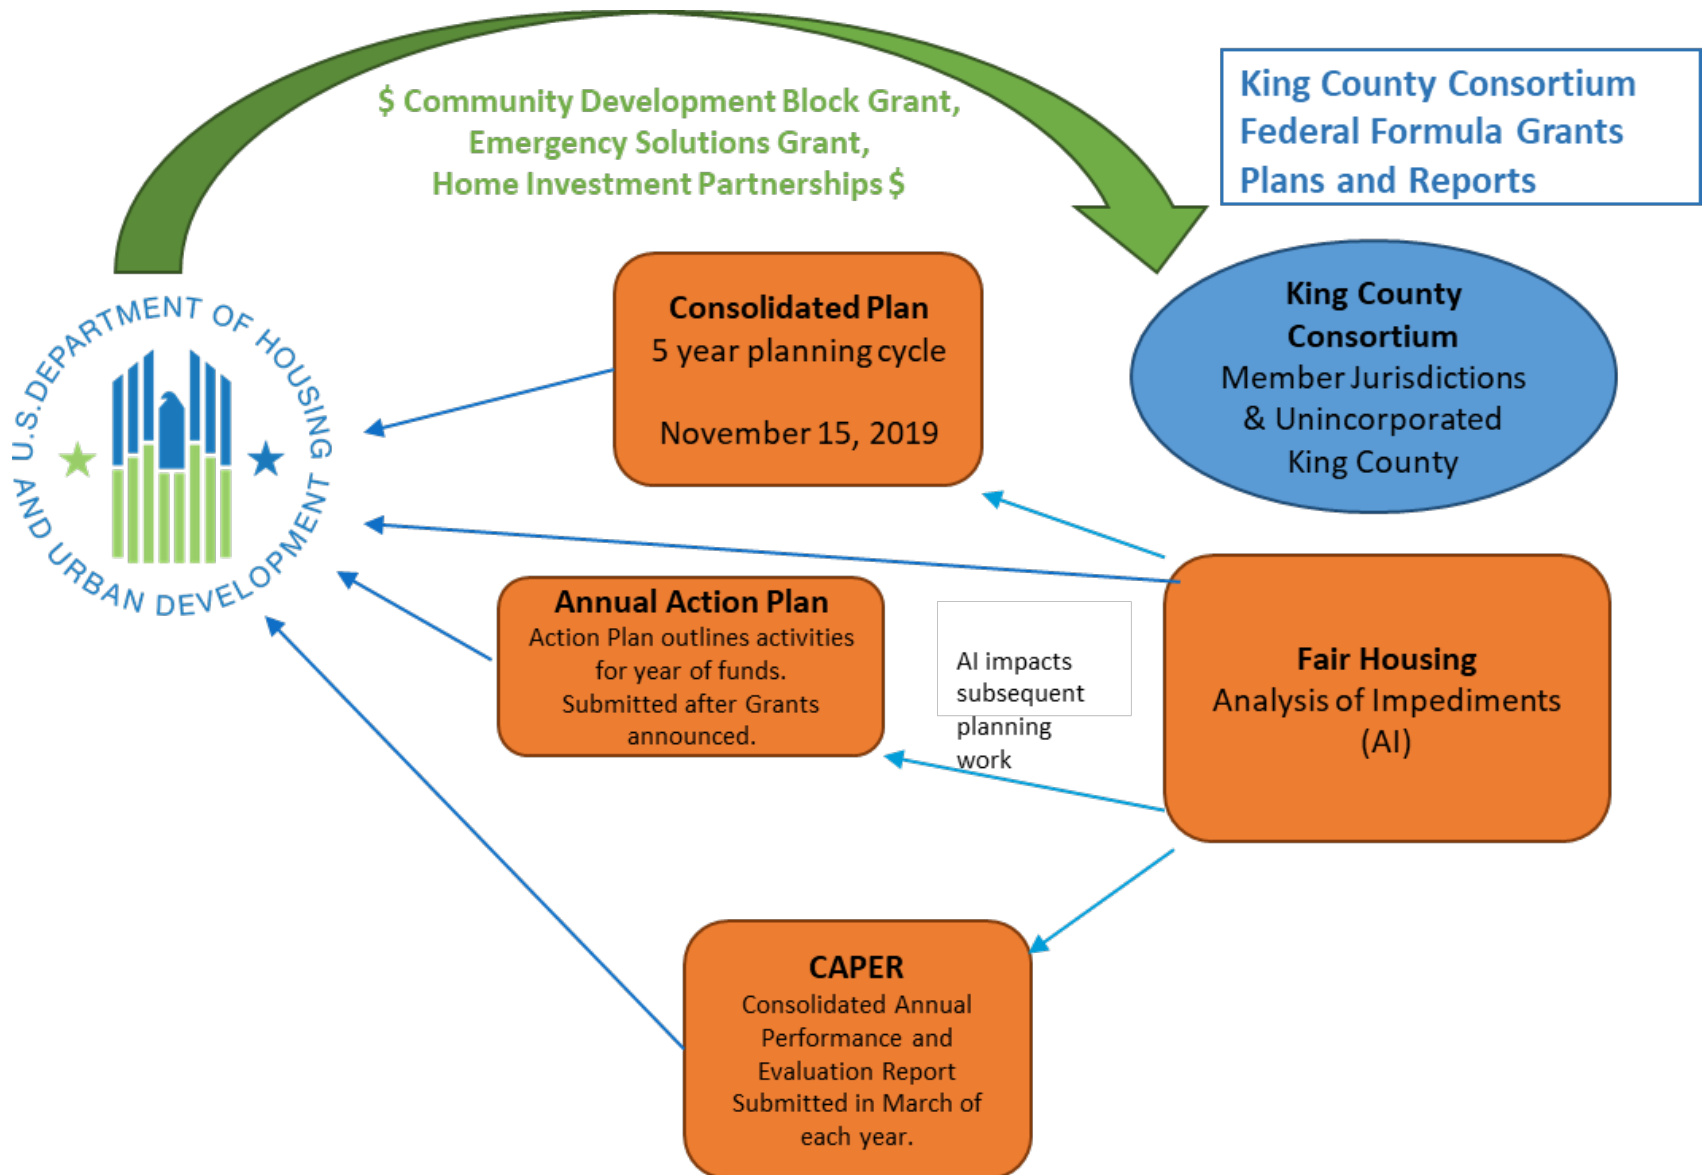 $ Community Development Block Grant,
Emergency Solutions Grant,
Home Investment Partnerships $
King County Consortium
Federal Formula Grants
Plans and Reports
U.S.DEPARTMENT OF HOUSING
AND URBAN DEVELOPMENT
Consolidated Plan
5 year planning cycle
November 15, 2019
King County
Consortium
Member Jurisdictions
& Unincorporated
King County
Annual Action Plan
Action Plan outlines activities
for year of funds.
Submitted after Grants
announced.
AI impacts
subsequent
planning
work
Fair Housing
Analysis of Impediments
(AI)
CAPER
Consolidated Annual
Performance and
Evaluation Report
Submitted in March of
each year.